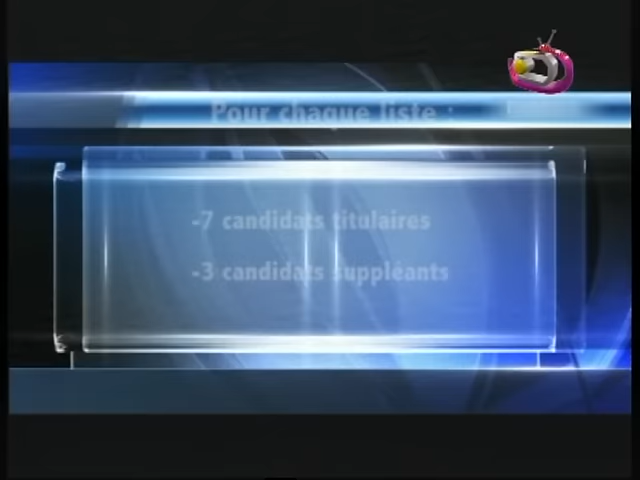 Pour chaque liste :
-7 candidats titulaires
-3 candidats suppléants